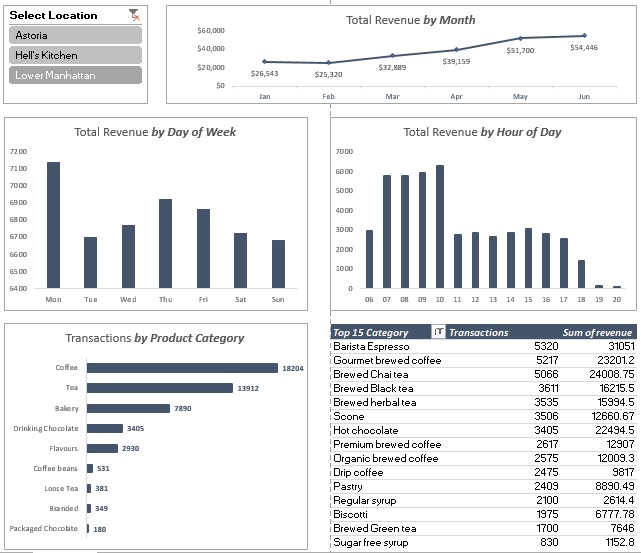 Select Location
Astoria
Hell's Kitchen
Lower Manhattan
Total Revenue by Month
$60,000
$40,000
$20,000
$0
$26,543
$25,320
$32,889
$39,159
$51,700
$54,446
Jan Feb Mar Apr May Jun
Total Revenue by Day of Week
7200
7100
7000
6900
6800
6700
6600
6500
6400
Mon Tue Wed Thu Fri Sat Sun
Total Revenue by Hour of Day
7000
6000
5000
4000
3000
2000
1000
0
06 07 08 09 10 11 12 13 14 15 16 17 18 19 20
Transactions by Product Category
Coffee 18204
Tea 13912
Bakery 7890
Drinking Chocolate 3405
Flavours 2930
Coffee beans 531
Loose Tea 381
Branded 349
Packaged Chocolate 180
Top 15 Category Transactions Sum of revenue
Barista Espresso 5320 31051
Gourmet brewed coffee 5217 23201.2
Brewed Chai tea 5066 24008.75
Brewed Black tea 3611 16215.5
Brewed herbal tea 3535 15994.5
Scone 3506 12660.67
Hot chocolate 3405 22494.5
Premium brewed coffee 2617 12907
Organic brewed coffee 2575 12009.3
Drip coffee 2475 9817
Pastry 2409 8890.49
Regular syrup 2100 2614.4
Biscotti 1975 6777.78
Brewed Green tea 1700 7646
Sugar free syrup 830 1152.8